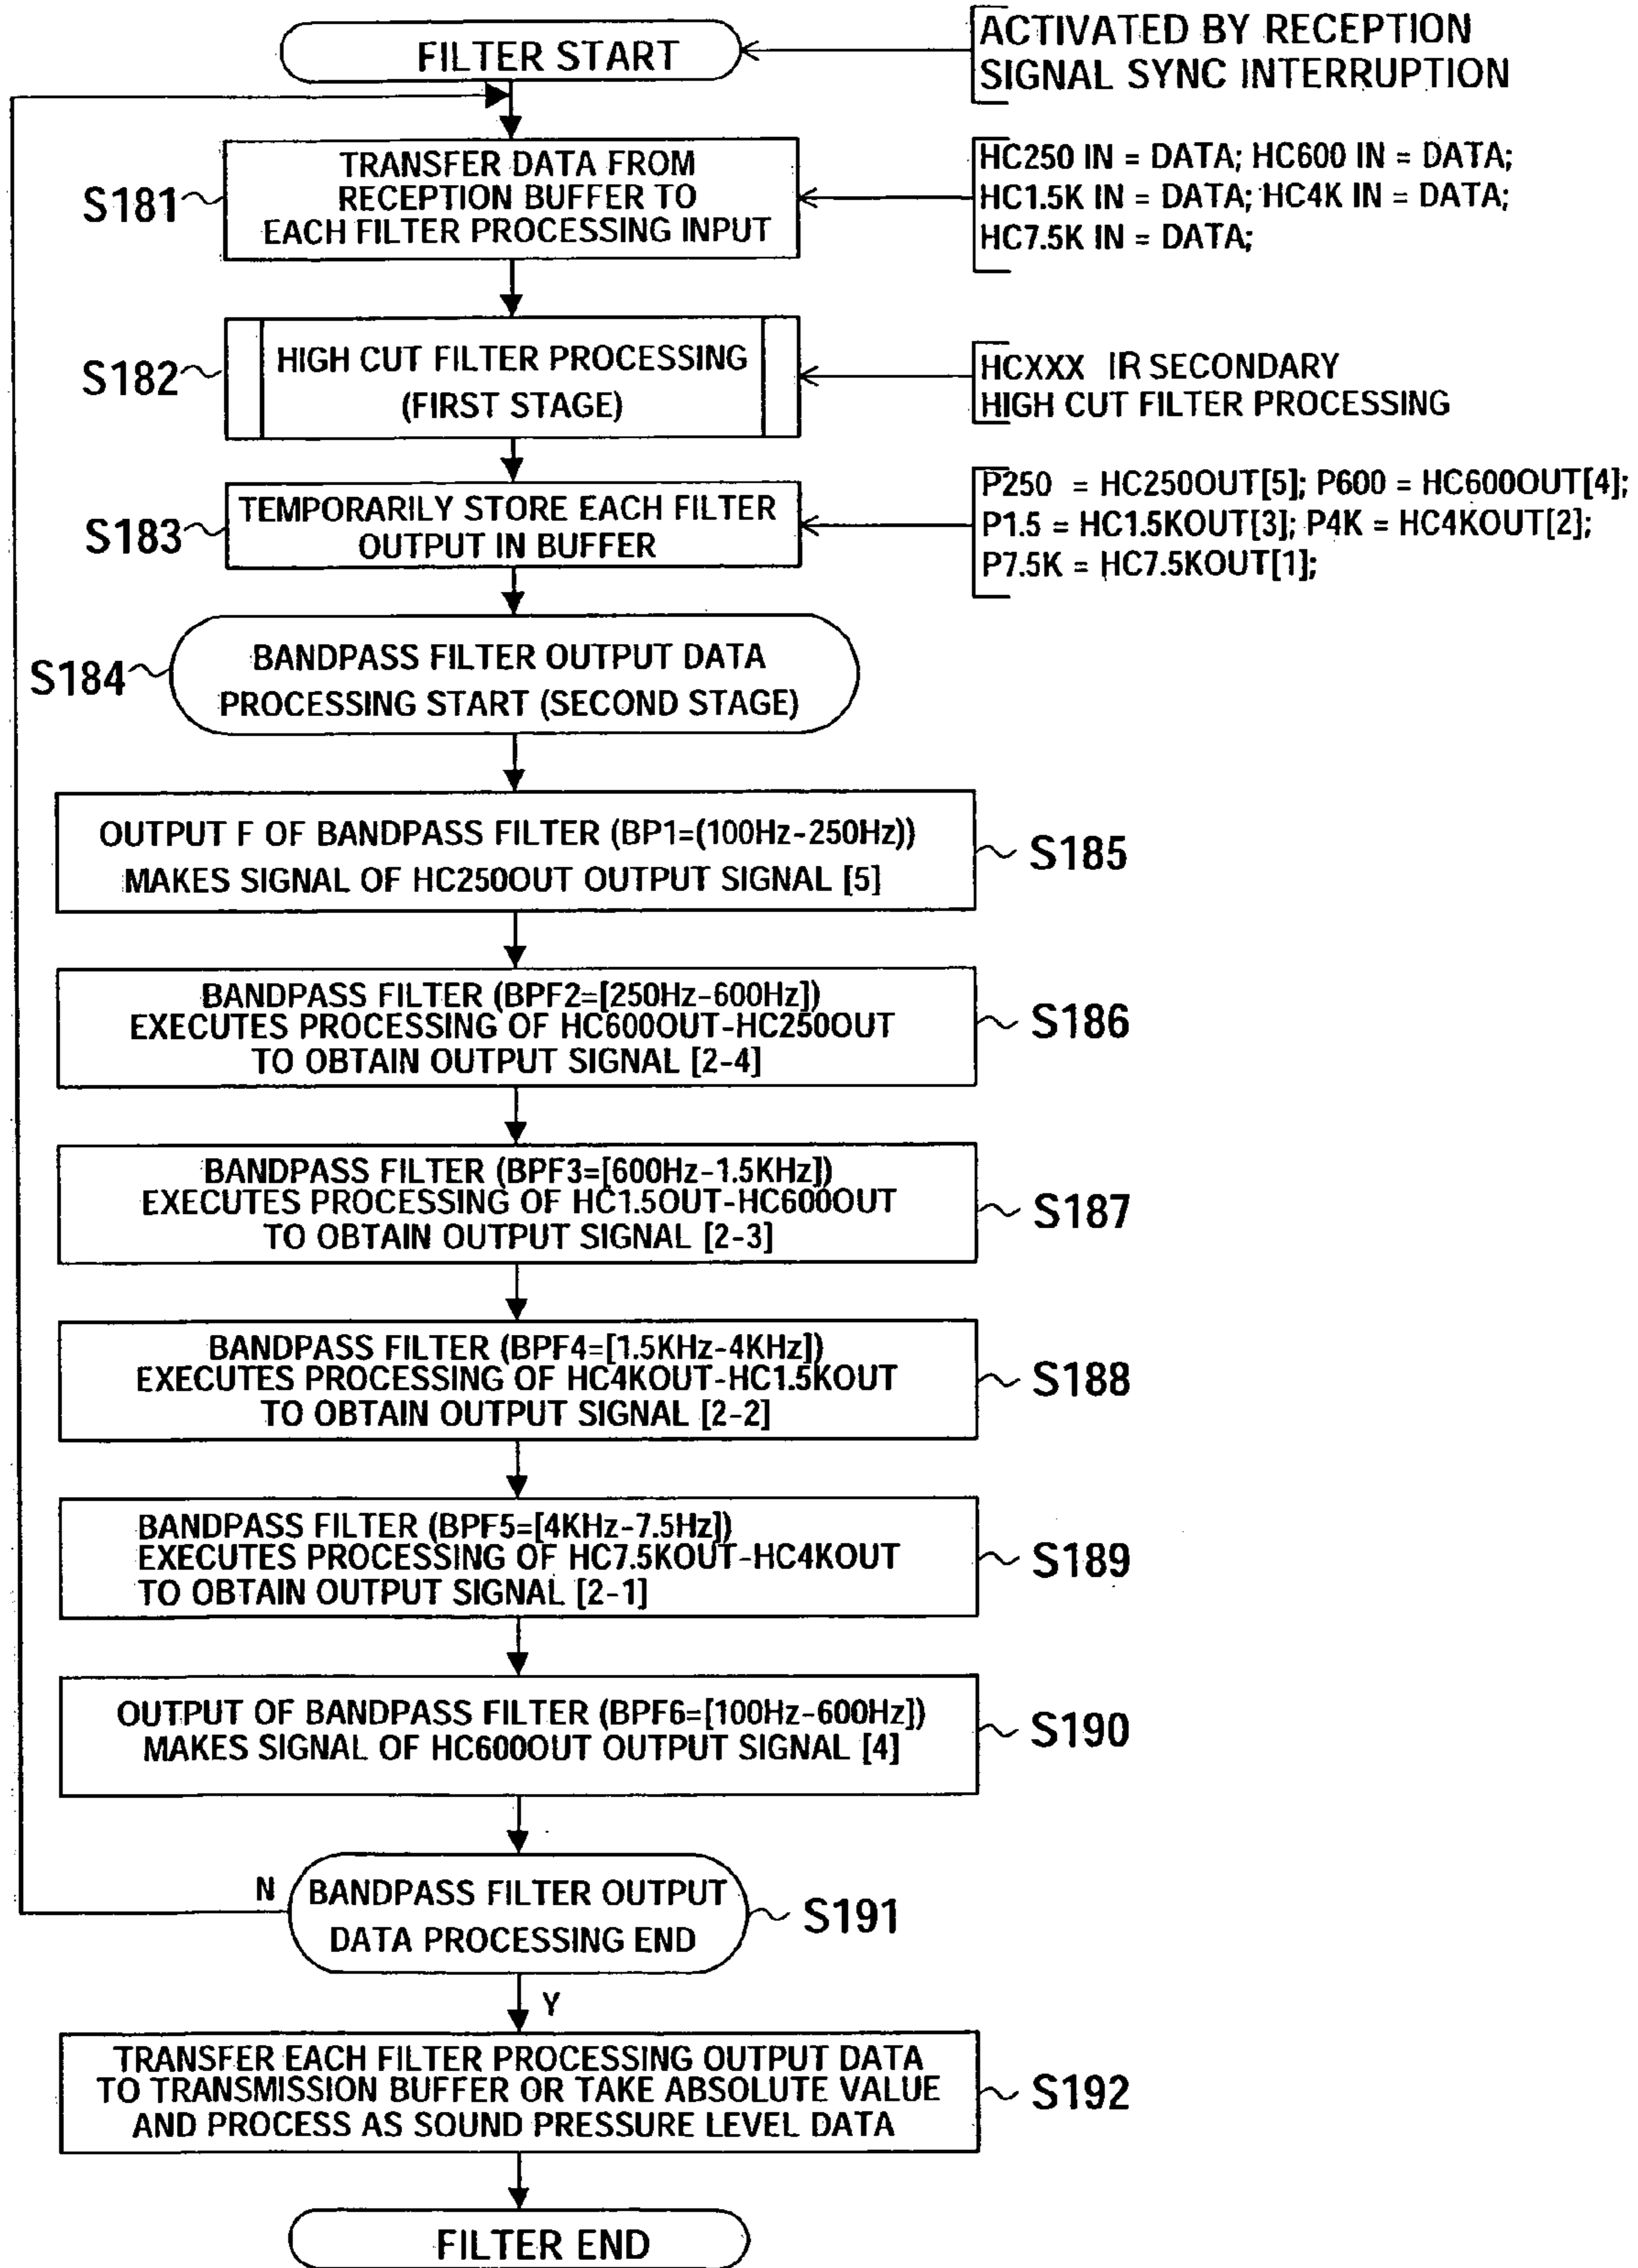 FILTER START
ACTIVATED BY RECEPTION
SIGNAL SYNC INTERRUPTION
S181
TRANSFER DATA FROM
RECEPTION BUFFER TO
EACH FILTER PROCESSING INPUT
HC250 IN = DATA; HC600 IN = DATA;
HC1.5K IN = DATA; HC4K IN = DATA;
HC7.5K IN = DATA;
S182
HIGH CUT FILTER PROCESSING
(FIRST STAGE)
HCXXX IR SECONDARY
HIGH CUT FILTER PROCESSING
S183
TEMPORARILY STORE EACH FILTER
OUTPUT IN BUFFER
P250 = HC250OUT[5]; P600 = HC600OUT[4];
P1.5 = HC1.5KOUT[3]; P4K = HC4KOUT[2];
P7.5K = HC7.5KOUT[1];
S184
BANDPASS FILTER OUTPUT DATA
PROCESSING START (SECOND STAGE)
OUTPUT F OF BANDPASS FILTER (BP1=(100Hz-250Hz))
MAKES SIGNAL OF HC250OUT OUTPUT SIGNAL [5]
S185
BANDPASS FILTER (BPF2=[250Hz-600Hz])
EXECUTES PROCESSING OF HC600OUT-HC250OUT
TO OBTAIN OUTPUT SIGNAL [2-4]
S186
BANDPASS FILTER (BPF3=[600Hz-1.5KHz])
EXECUTES PROCESSING OF HC1.5OUT-HC600OUT
TO OBTAIN OUTPUT SIGNAL [2-3]
S187
BANDPASS FILTER (BPF4=[1.5KHz-4KHz])
EXECUTES PROCESSING OF HC4KOUT-HC1.5KOUT
TO OBTAIN OUTPUT SIGNAL [2-2]
S188
BANDPASS FILTER (BPF5=[4KHz-7.5Hz])
EXECUTES PROCESSING OF HC7.5KOUT-HC4KOUT
TO OBTAIN OUTPUT SIGNAL [2-1]
S189
OUTPUT OF BANDPASS FILTER (BPF6=[100Hz-600Hz])
MAKES SIGNAL OF HC600OUT OUTPUT SIGNAL [4]
S190
N
BANDPASS FILTER OUTPUT
DATA PROCESSING END
S191
Y
TRANSFER EACH FILTER PROCESSING OUTPUT DATA
TO TRANSMISSION BUFFER OR TAKE ABSOLUTE VALUE
AND PROCESS AS SOUND PRESSURE LEVEL DATA
S192
FILTER END